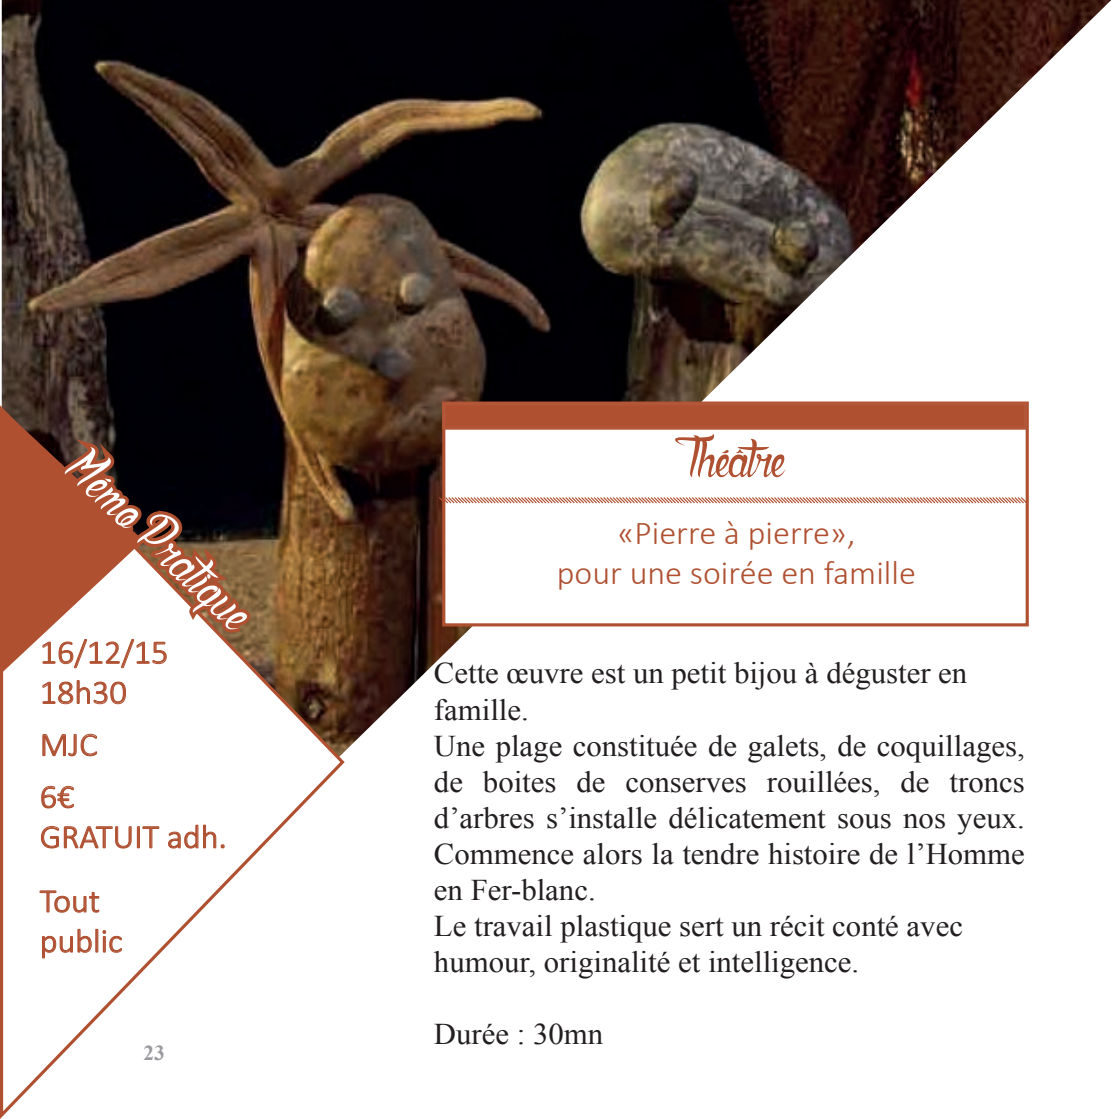 Théâtre
«Pierre à pierre»,
pour une soirée en famille
Mémo Pratique
16/12/15
18h30
MJC
6€
GRATUIT adh.
Tout
public
Cette œuvre est un petit bijou à déguster en
famille.
Une plage constituée de galets, de coquillages,
de boites de conserves rouillées, de troncs
d’arbres s’installe délicatement sous nos yeux.
Commence alors la tendre histoire de l’Homme
en Fer-blanc.
Le travail plastique sert un récit conté avec
humour, originalité et intelligence.
Durée : 30mn
23